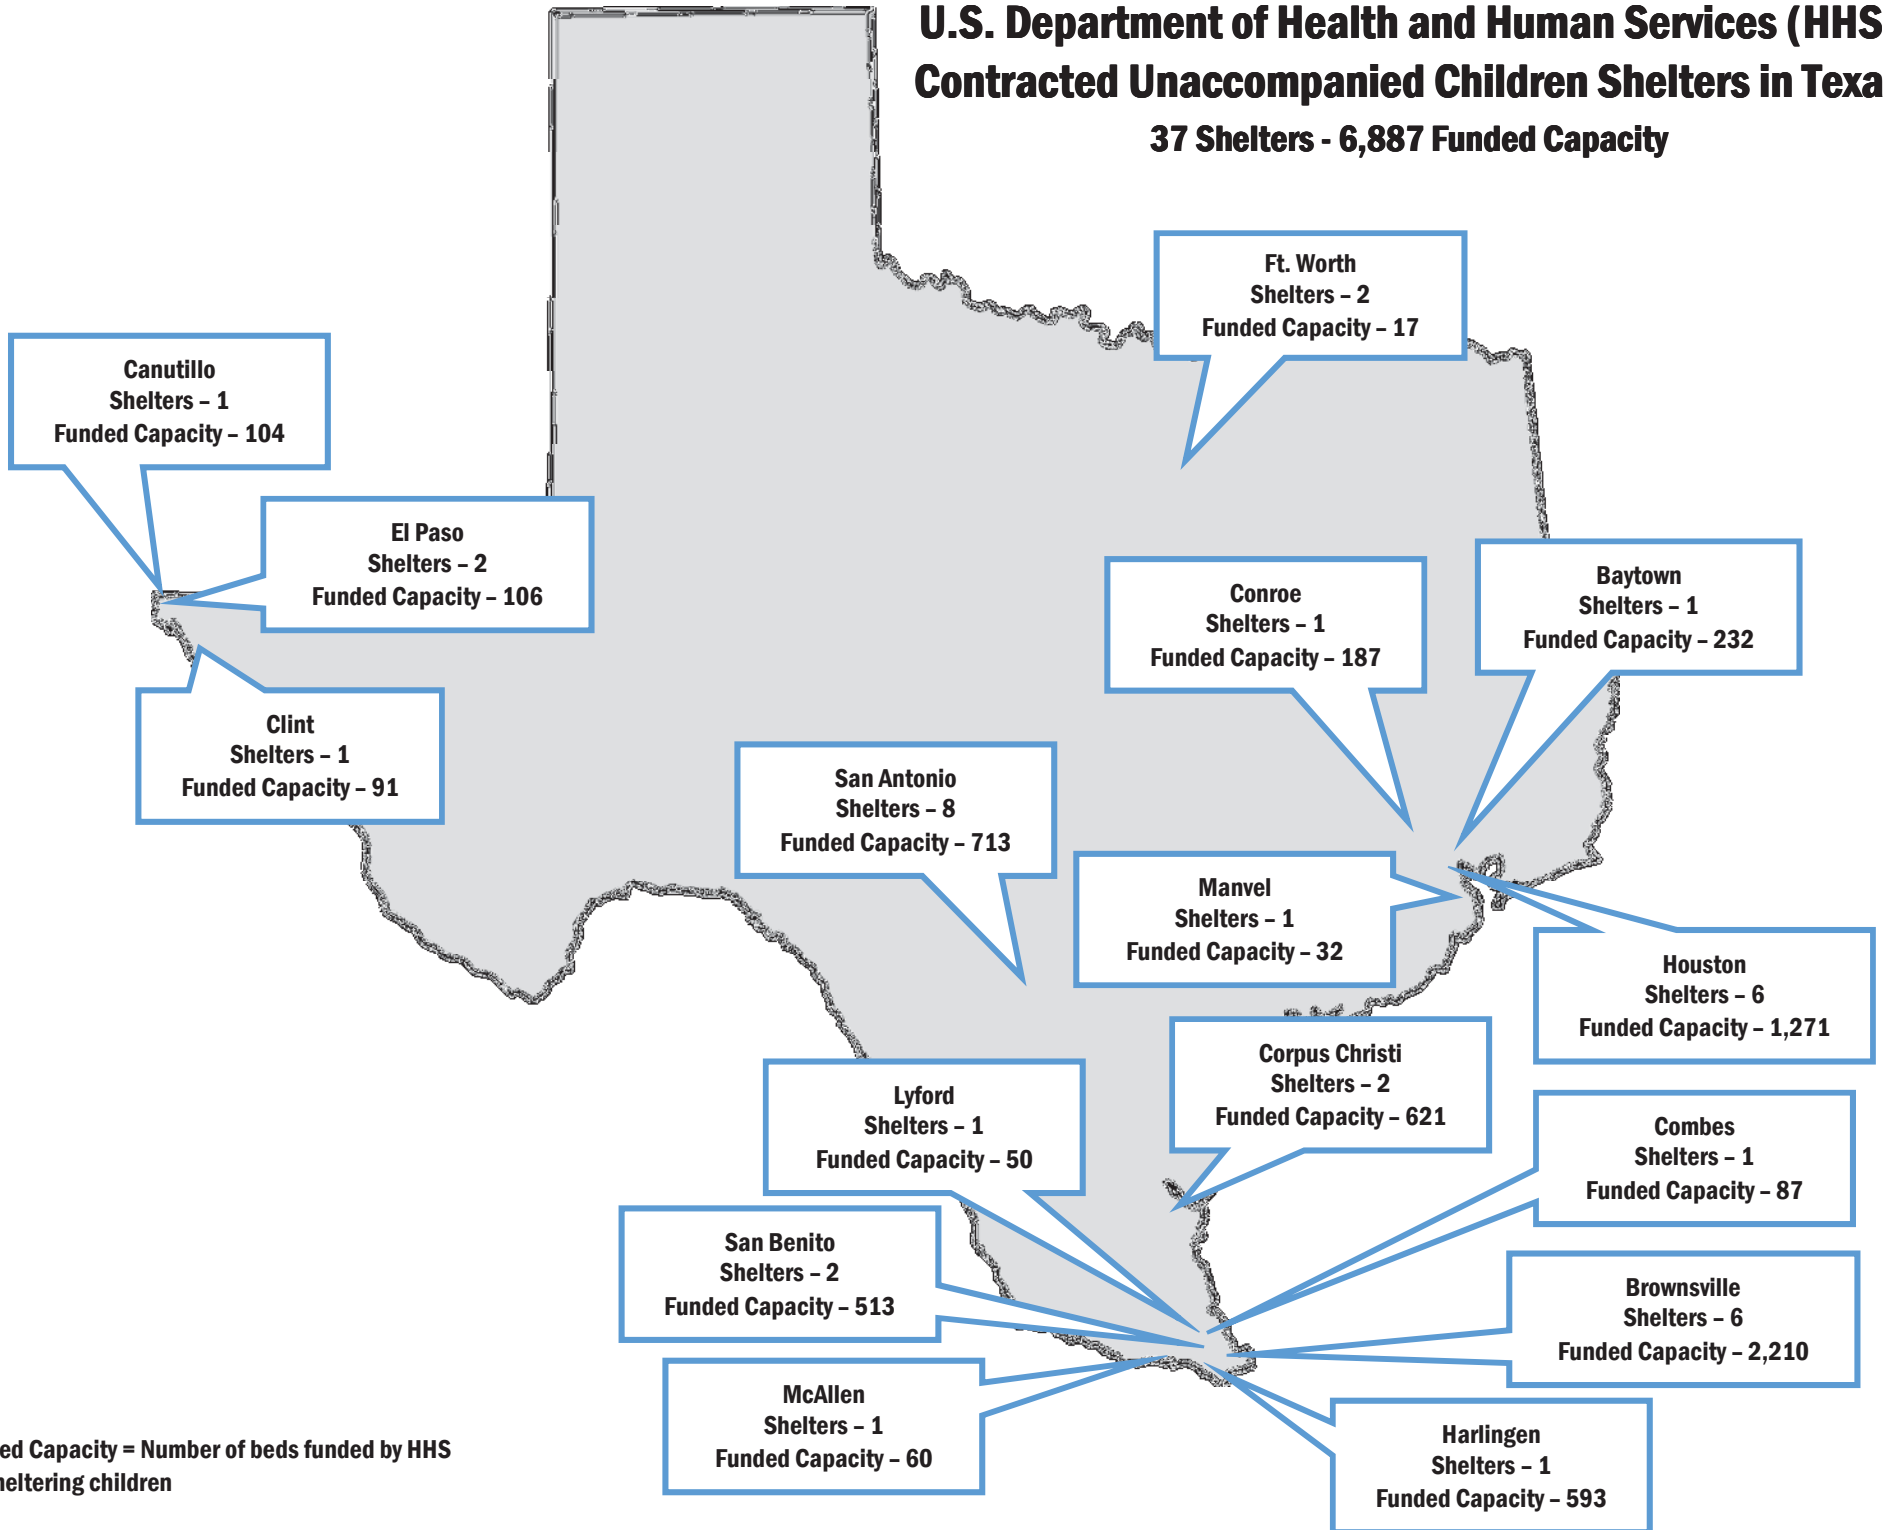 U.S. Department of Health and Human Services (HHS
Contracted Unaccompanied Children Shelters in Texa
37 Shelters - 6,887 Funded Capacity
Ft. Worth
Shelters – 2
Funded Capacity – 17
Canutillo
Shelters – 1
Funded Capacity – 104
El Paso
Shelters – 2
Funded Capacity – 106
Conroe
Shelters – 1
Funded Capacity – 187
Baytown
Shelters – 1
Funded Capacity – 232
Clint
Shelters – 1
Funded Capacity – 91
San Antonio
Shelters – 8
Funded Capacity – 713
Manvel
Shelters – 1
Funded Capacity – 32
Houston
Shelters – 6
Funded Capacity – 1,271
Corpus Christi
Shelters – 2
Funded Capacity – 621
Lyford
Shelters – 1
Funded Capacity – 50
Combes
Shelters – 1
Funded Capacity – 87
San Benito
Shelters – 2
Funded Capacity – 513
Brownsville
Shelters – 6
Funded Capacity – 2,210
McAllen
Shelters – 1
Funded Capacity – 60
Harlingen
Shelters – 1
Funded Capacity – 593
ed Capacity = Number of beds funded by HHS
heltering children